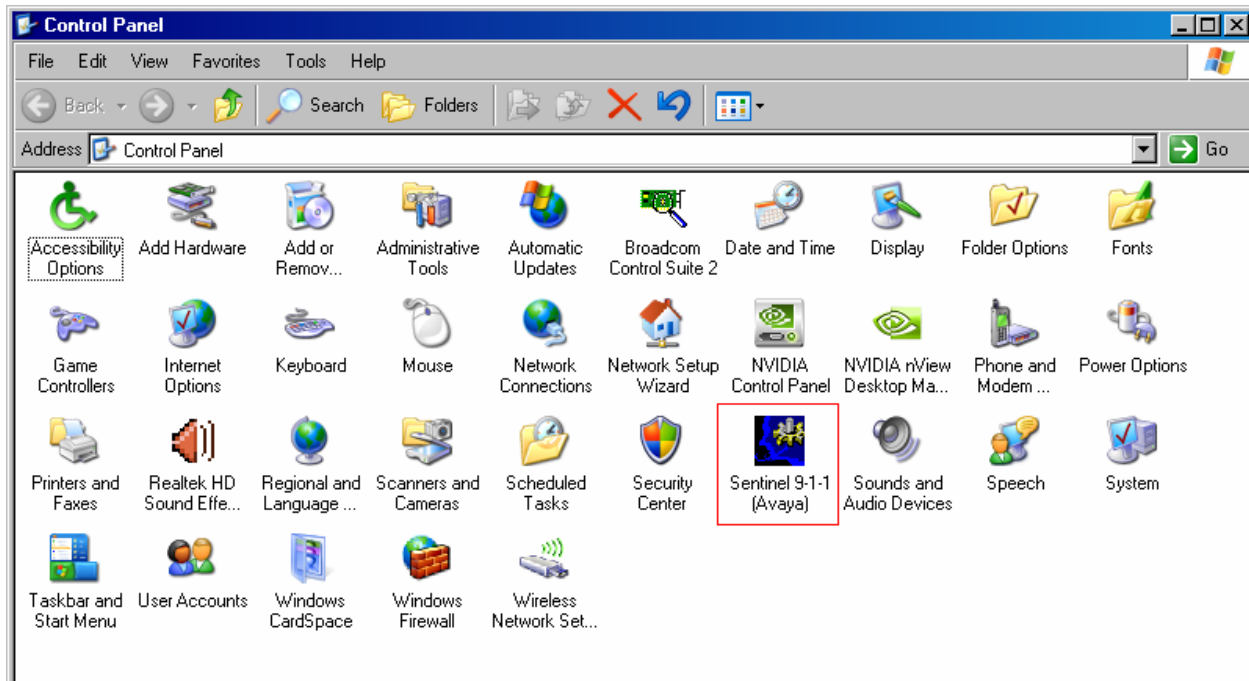 Control Panel
File Edit View Favorites Tools Help
Back Search Folders
Address Control Panel Go
Accessibility Options
Add Hardware
Add or Remov...
Administrative Tools
Automatic Updates
Broadcom Control Suite 2
Date and Time
Display
Folder Options
Fonts
Game Controllers
Internet Options
Keyboard
Mouse
Network Connections
Network Setup Wizard
NVIDIA Control Panel
NVIDIA nView Desktop Ma...
Phone and Modem ...
Power Options
Printers and Faxes
Realtek HD Sound Effe...
Regional and Language ...
Scanners and Cameras
Scheduled Tasks
Security Center
Sentinel 9-1-1 (Avaya)
Sounds and Audio Devices
Speech
System
Taskbar and Start Menu
User Accounts
Windows CardSpace
Windows Firewall
Wireless Network Set...